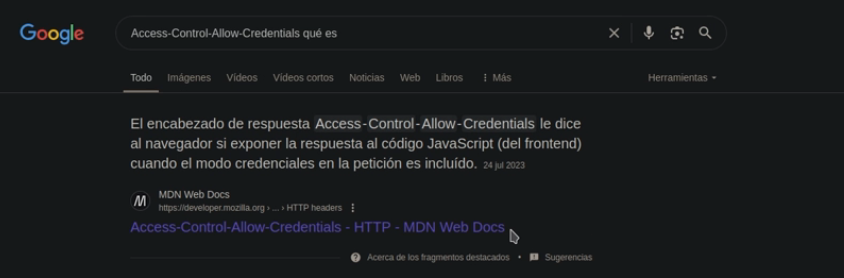 Google
Access-Control-Allow-Credentials qué es
Todo Imágenes Vídeos Vídeos cortos Noticias Web Libros Más Herramientas
El encabezado de respuesta Access-Control-Allow-Credentials le dice
al navegador si exponer la respuesta al código JavaScript (del frontend)
cuando el modo credenciales en la petición es incluído. 24 jul 2023
MDN Web Docs
https://developer.mozilla.org › ... › HTTP headers
Access-Control-Allow-Credentials - HTTP - MDN Web Docs
Acerca de los fragmentos destacados • Sugerencias